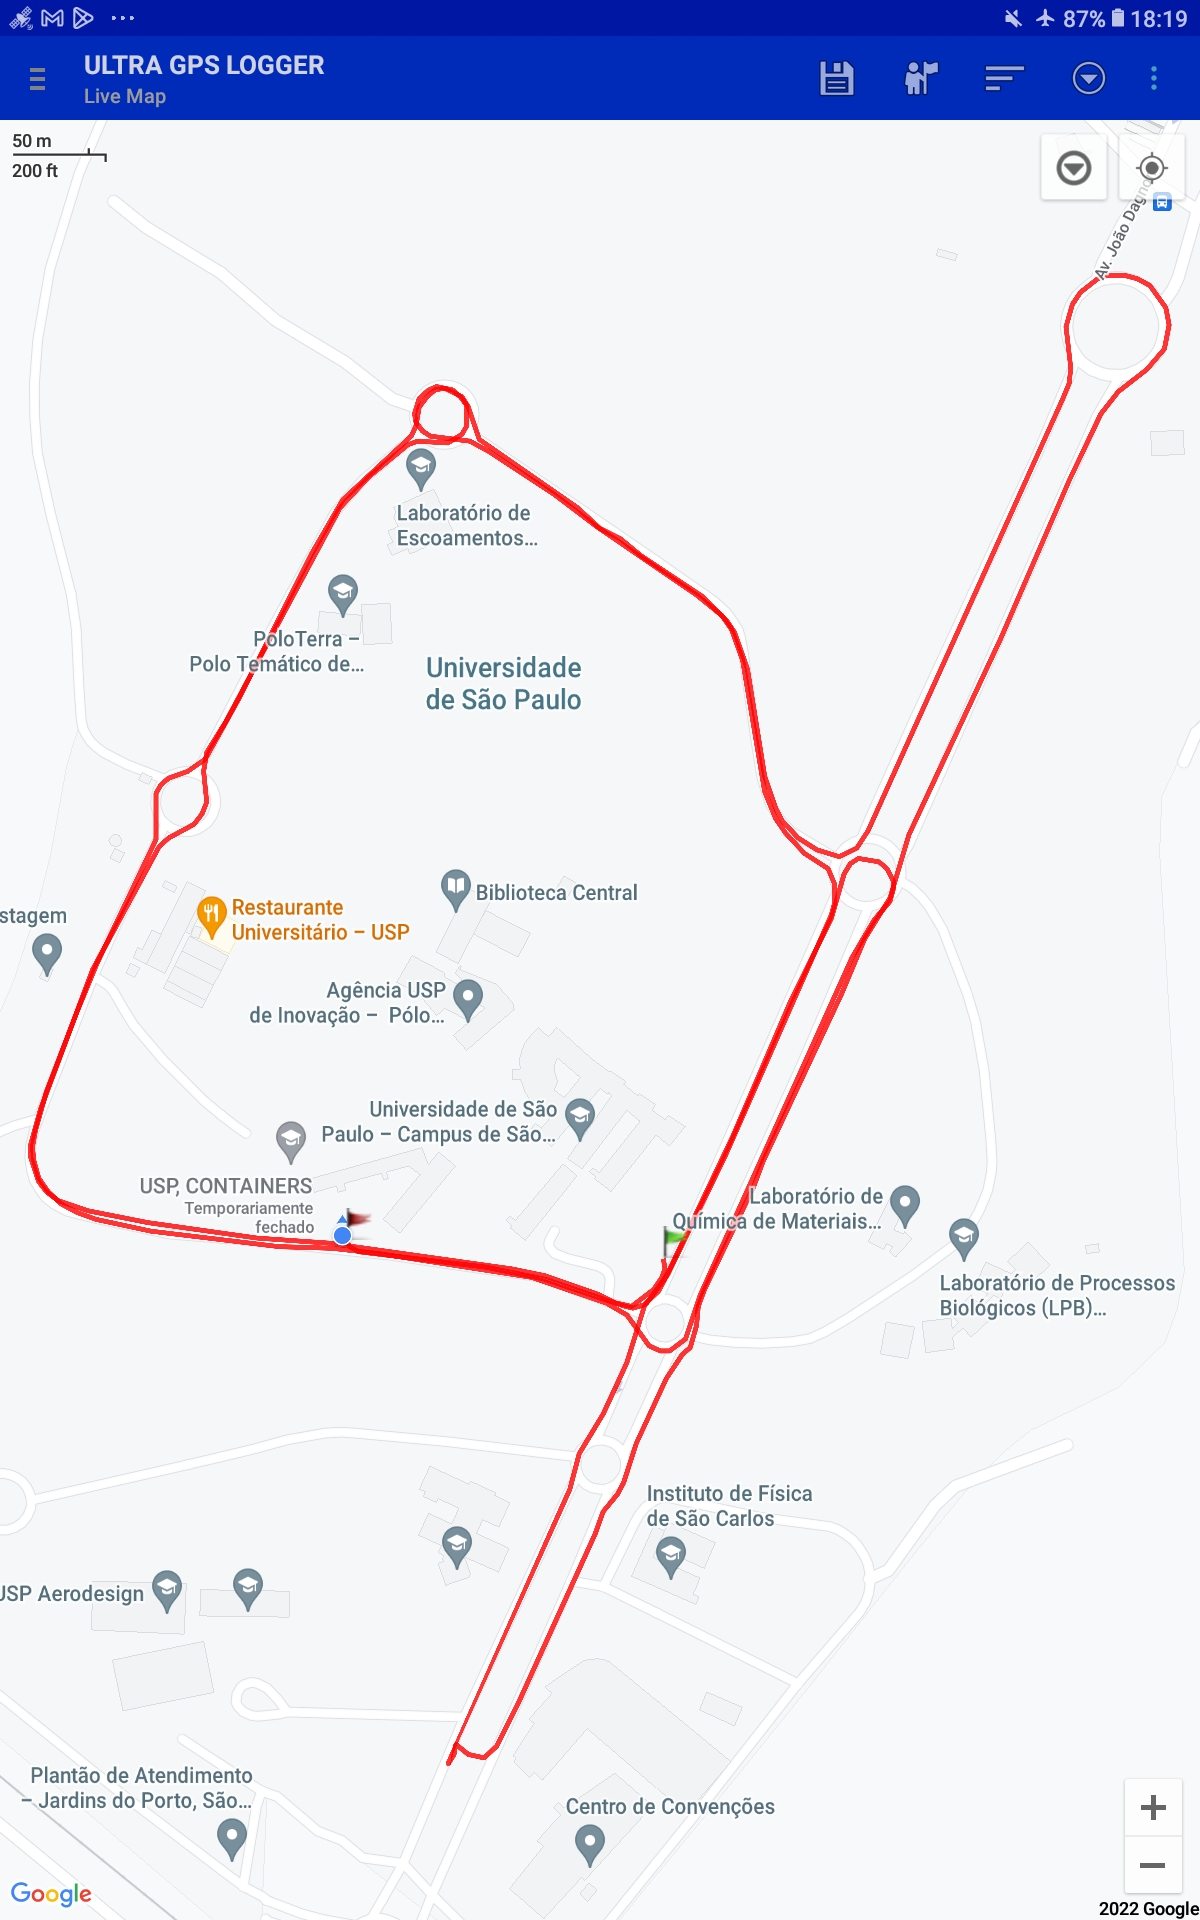 87% 18:19
ULTRA GPS LOGGER
Live Map
50 m
200 ft
Av. João Dagno
Laboratório de
Escoamentos...
PoloTerra –
Polo Temático de...
Universidade
de São Paulo
stagem
Restaurante
Universitário – USP
Biblioteca Central
Agência USP
de Inovação – Pólo...
Universidade de São
Paulo – Campus de São...
USP, CONTAINERS
Temporariamente
fechado
Laboratório de
Química de Materiais...
Laboratório de Processos
Biológicos (LPB)...
Instituto de Física
de São Carlos
USP Aerodesign
Plantão de Atendimento
– Jardins do Porto, São...
Centro de Convenções
Google
2022 Google